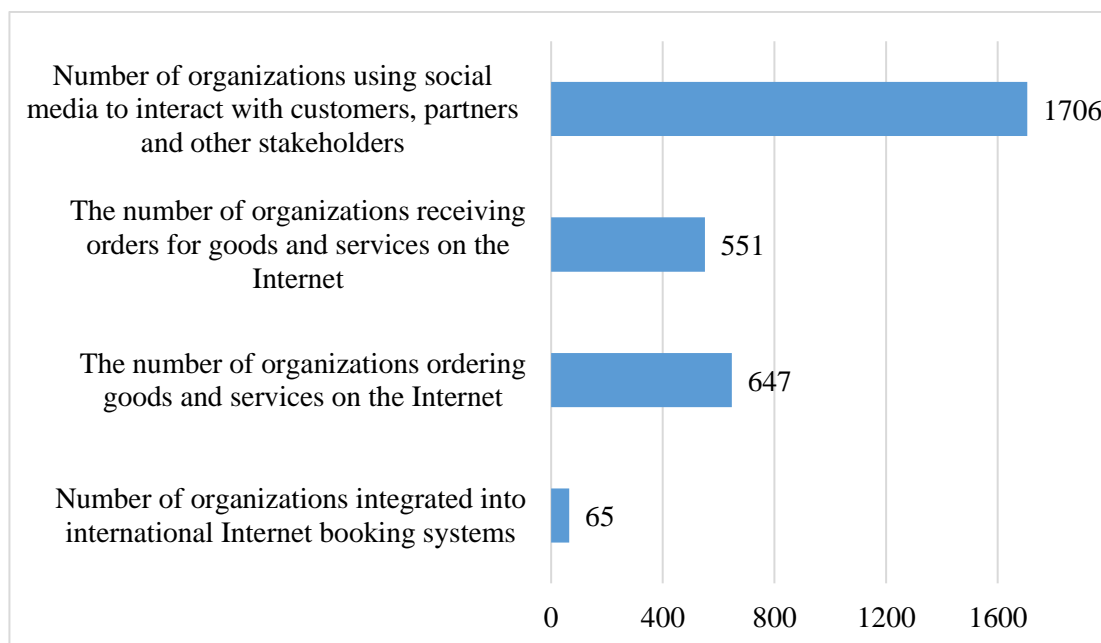 Number of organizations using social
media to interact with customers, partners
and other stakeholders
1706
The number of organizations receiving
orders for goods and services on the
Internet
551
The number of organizations ordering
goods and services on the Internet
647
Number of organizations integrated into
international Internet booking systems
65
0 400 800 1200 1600